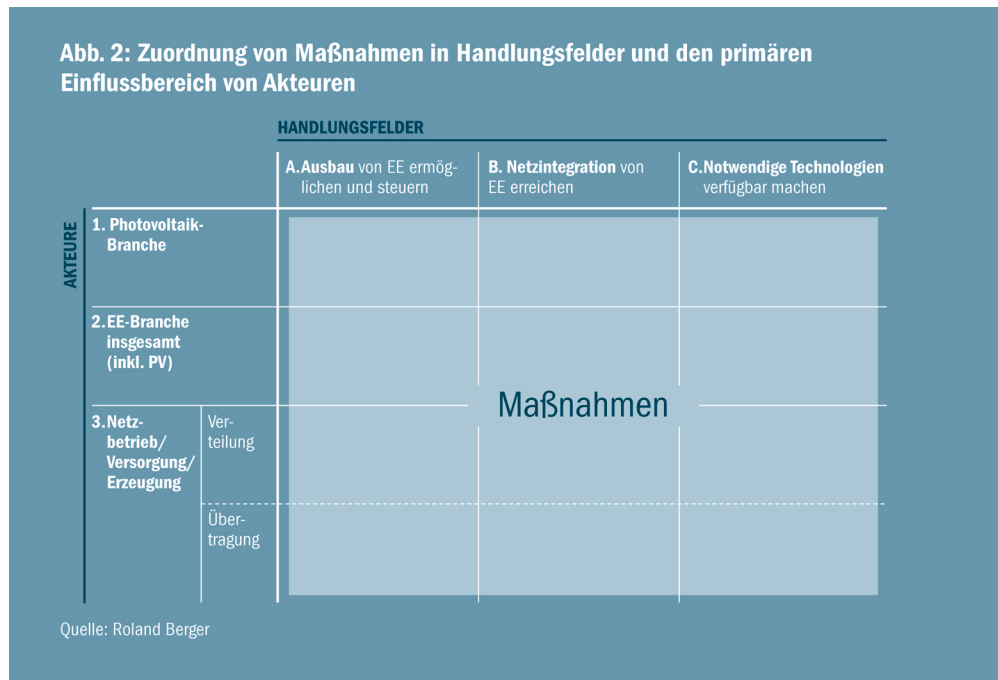 Abb. 2: Zuordnung von Maßnahmen in Handlungsfelder und den primären
Einflussbereich von Akteuren
HANDLUNGSFELDER
A. Ausbau von EE ermög-
lichen und steuern
B. Netzintegration von
EE erreichen
C. Notwendige Technologien
verfügbar machen
AKTEURE
1. Photovoltaik-
Branche
2. EE-Branche
insgesamt
(inkl. PV)
Maßnahmen
3. Netz-
betrieb/
Versorgung/
Erzeugung
Ver-
teilung
Über-
tragung
Quelle: Roland Berger